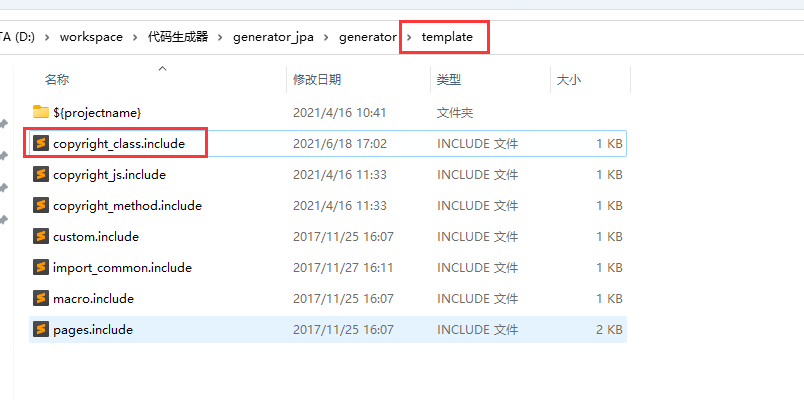 TA (D:) › workspace › 代码生成器 › generator_jpa › generator › template
名称 修改日期 类型 大小
${projectname} 2021/4/16 10:41 文件夹
copyright_class.include 2021/6/18 17:02 INCLUDE 文件 1 KB
copyright_js.include 2021/4/16 11:33 INCLUDE 文件 1 KB
copyright_method.include 2021/4/16 11:33 INCLUDE 文件 1 KB
custom.include 2017/11/25 16:07 INCLUDE 文件 1 KB
import_common.include 2017/11/27 16:11 INCLUDE 文件 1 KB
macro.include 2017/11/25 16:07 INCLUDE 文件 1 KB
pages.include 2017/11/25 16:07 INCLUDE 文件 2 KB